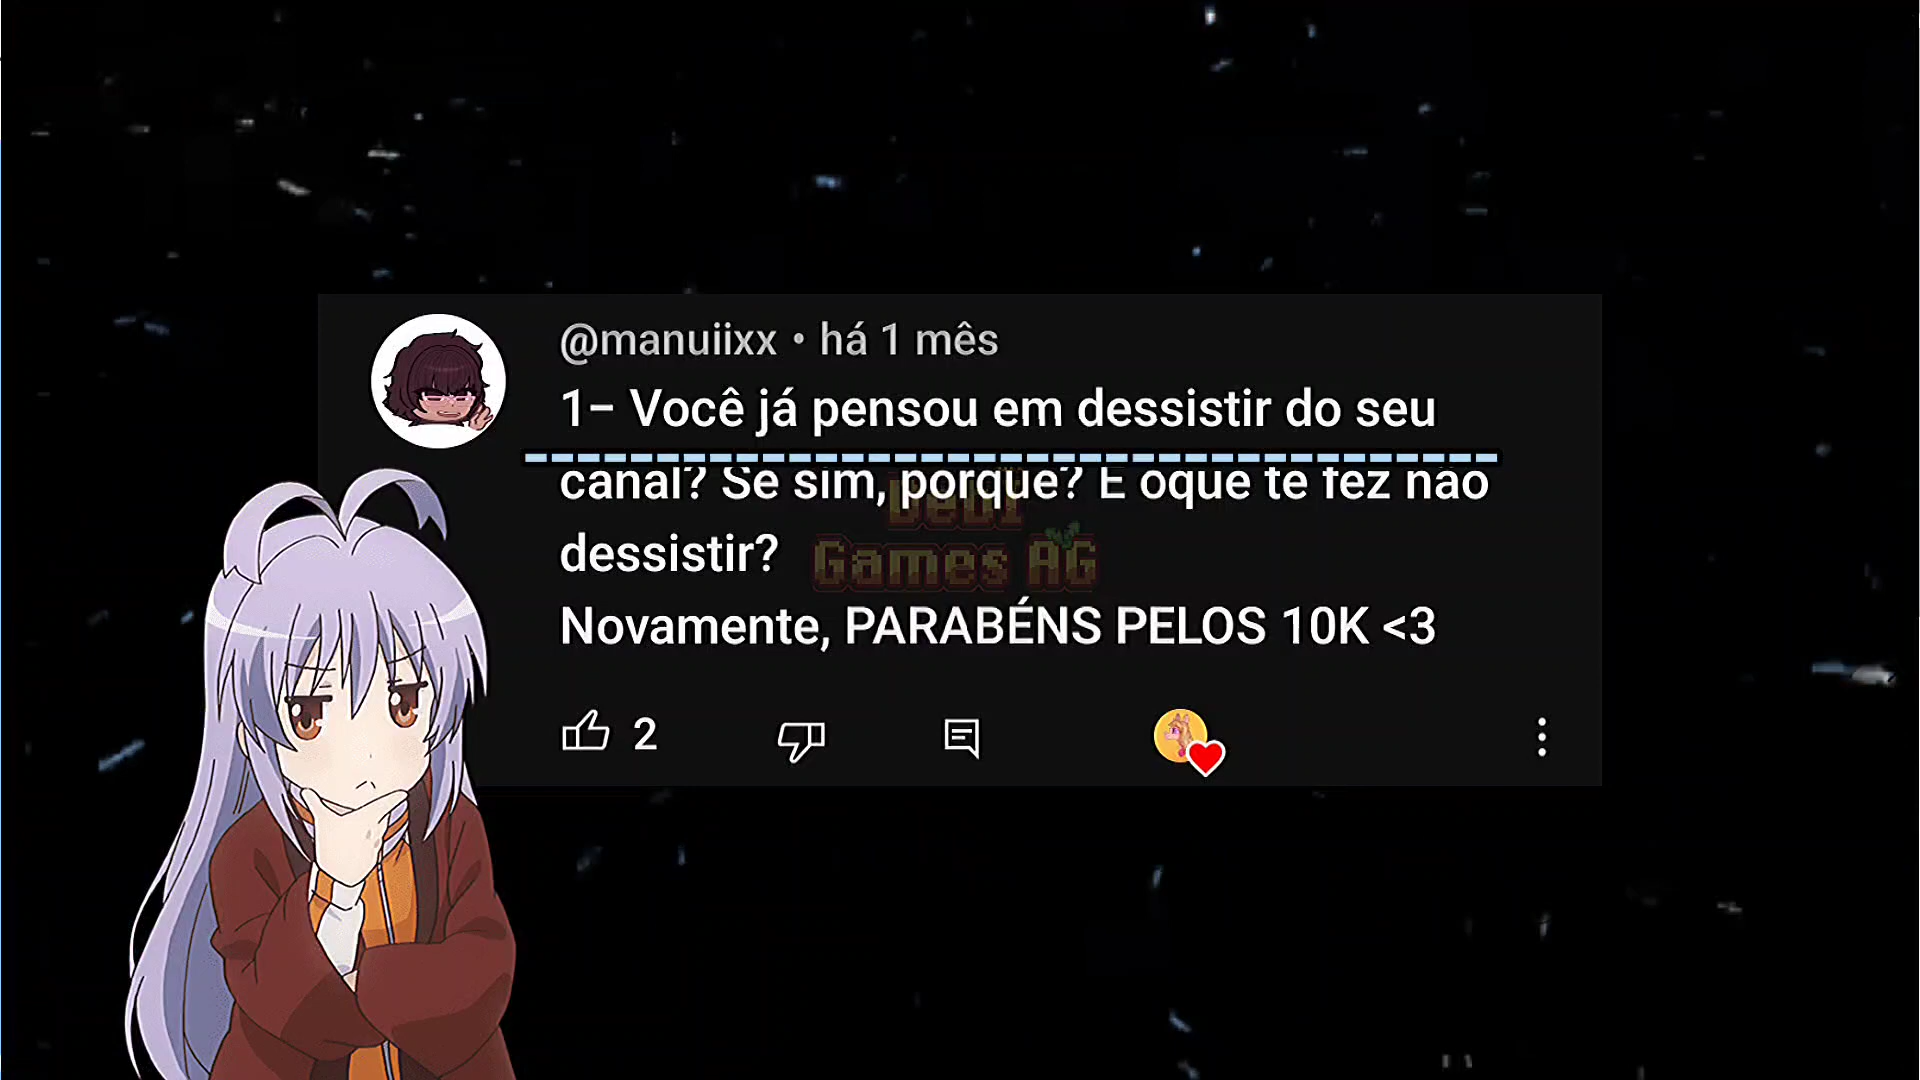 @manuiixx • há 1 mês
1– Você já pensou em dessistir do seu
canal? Se sim, porque? E oque te fez não
dessistir?
Debi
Games AG
Novamente, PARABÉNS PELOS 10K <3
2